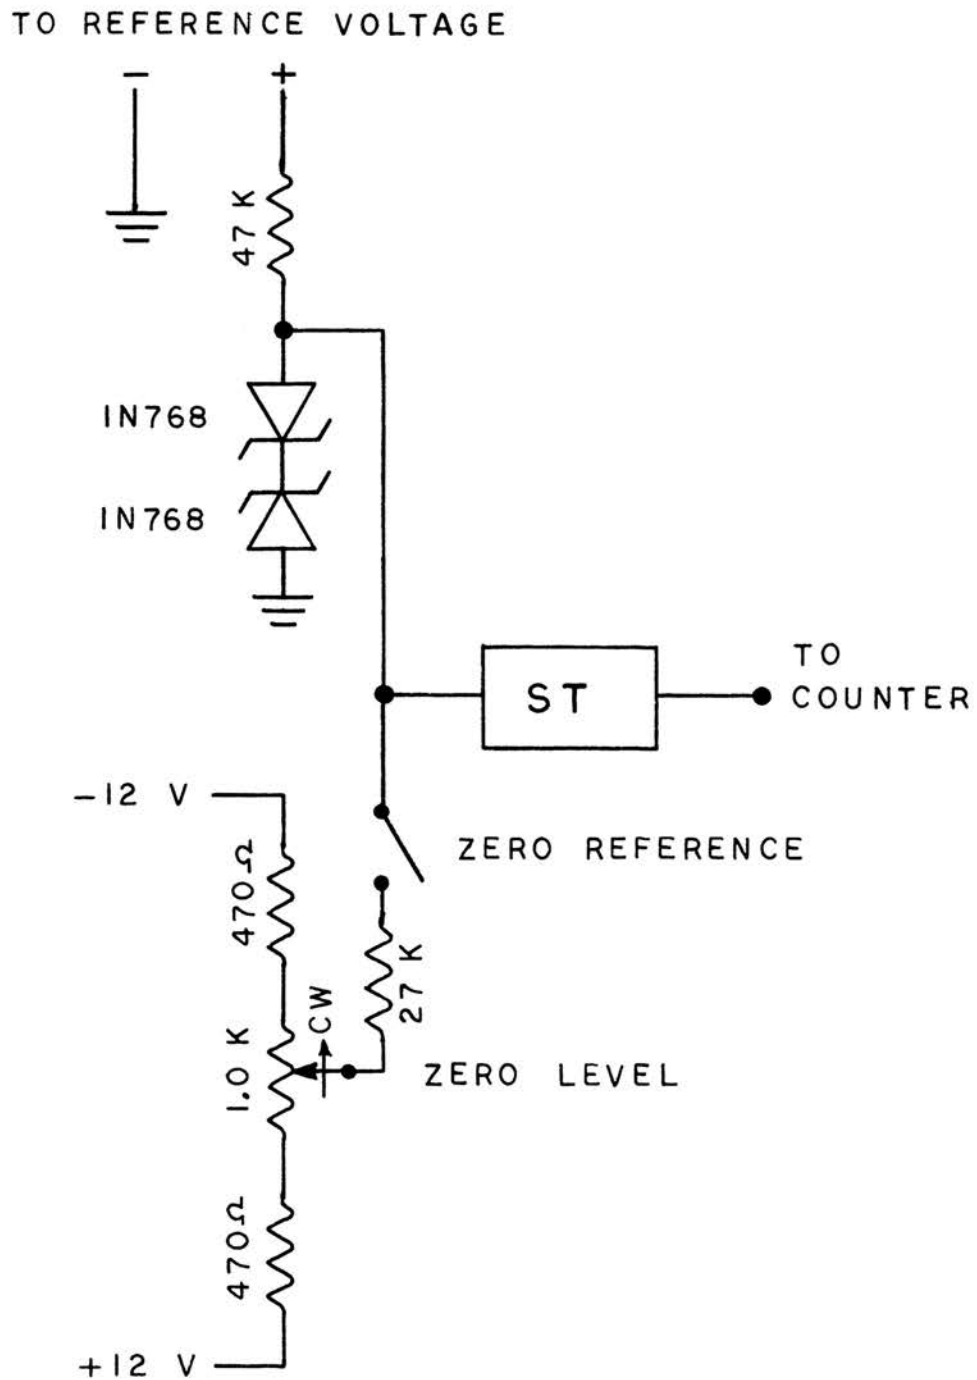 TO REFERENCE VOLTAGE
− +
47 K
IN768
IN768
TO
COUNTER
ST
−12 V
ZERO REFERENCE
470Ω
27 K
CW
1.0 K
ZERO LEVEL
470Ω
+12 V